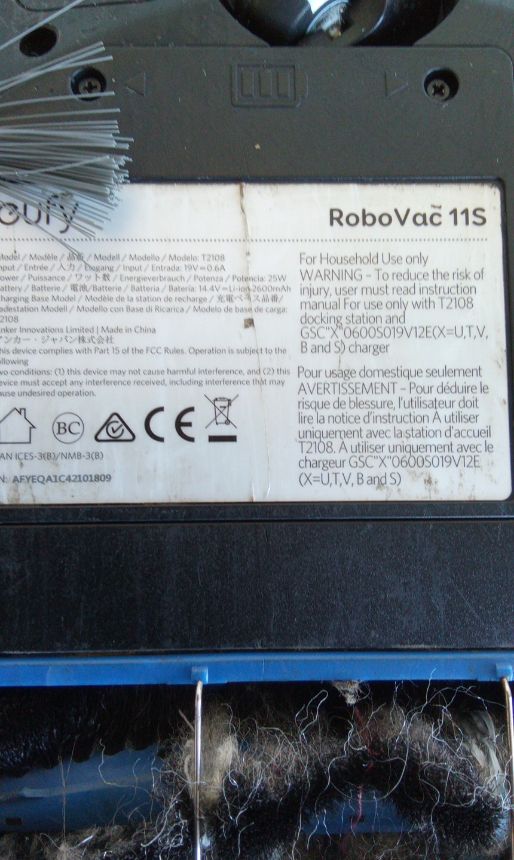 eufy
RoboVac 11S
Model / Modèle / 品番 / Modell / Modello / Modelo: T2108
Input / Entrée / 入力 / Eingang / Input / Entrada: 19V⎓0.6A
Power / Puissance / ワット数 / Energieverbrauch / Potenza / Potencia: 25W
Battery / Batterie / 電池/Batterie / Batteria / Batería: 14.4V⎓Li-ion 2600mAh
Charging Base Model / Modèle de la station de recharge / 充電ベース品番/
Ladestation Modell / Modello con Base di Ricarica / Modelo de base de carga:
T2108
Anker Innovations Limited | Made in China
アンカー・ジャパン株式会社
This device complies with Part 15 of the FCC Rules. Operation is subject to the
following
two conditions: (1) this device may not cause harmful interference, and (2) this
device must accept any interference received, including interference that may
cause undesired operation.
BC
CE
CAN ICES-3(B)/NMB-3(B)
SN: AFYEQA1C42101809
For Household Use only
WARNING – To reduce the risk of
injury, user must read instruction
manual For use only with T2108
docking station and
GSC"X"0600S019V12E(X=U,T,V,
B and S) charger
Pour usage domestique seulement
AVERTISSEMENT – Pour déduire le
risque de blessure, l'utilisateur doit
lire la notice d'instruction À utiliser
uniquement avec la station d'accueil
T2108. À utiliser uniquement avec le
chargeur GSC"X"0600S019V12E
(X=U,T,V, B and S)